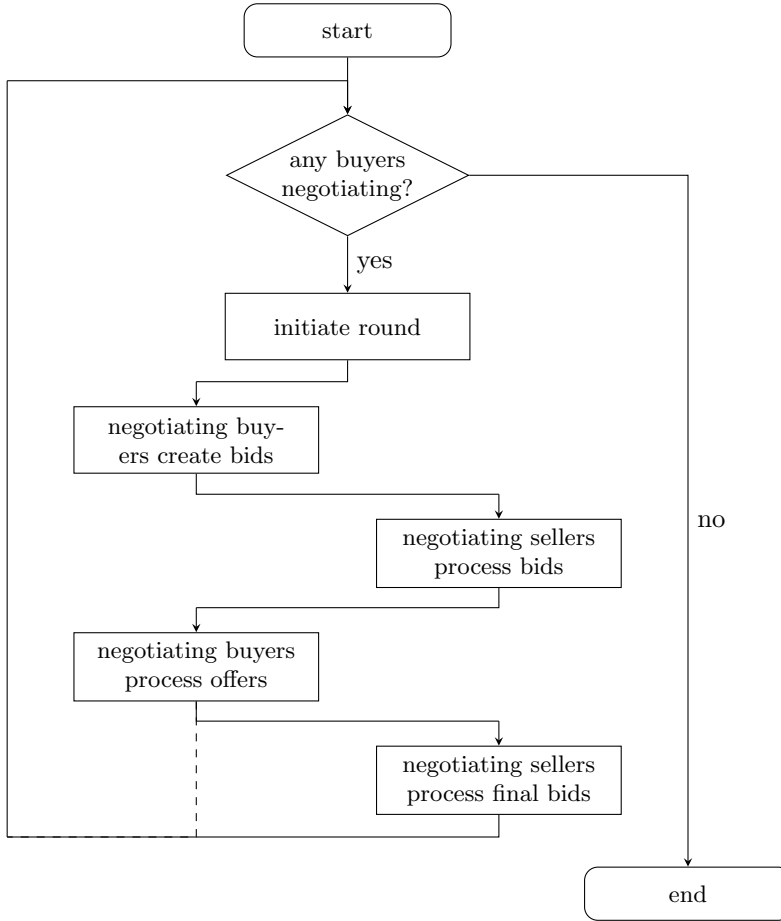 start
any buyers
negotiating?
yes
initiate round
negotiating buy-
ers create bids
negotiating sellers
process bids
no
negotiating buyers
process offers
negotiating sellers
process final bids
end